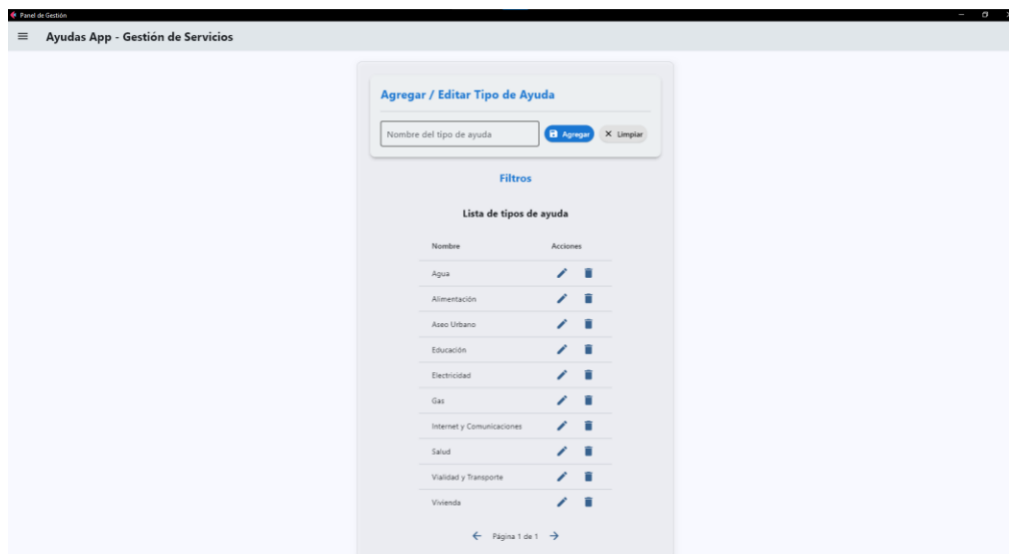 Panel de Gestión
Ayudas App - Gestión de Servicios
Agregar / Editar Tipo de Ayuda
Nombre del tipo de ayuda Agregar Limpiar
Filtros
Lista de tipos de ayuda
Nombre Acciones
Agua
Alimentación
Aseo Urbano
Educación
Electricidad
Gas
Internet y Comunicaciones
Salud
Vialidad y Transporte
Vivienda
Página 1 de 1